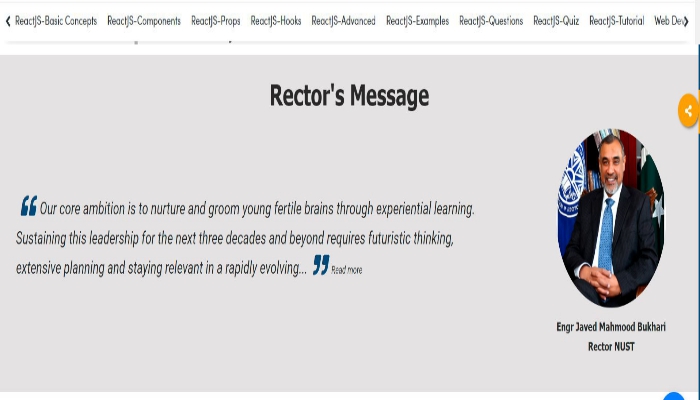 ReactJS-Basic Concepts ReactJS-Components ReactJS-Props ReactJS-Hooks ReactJS-Advanced ReactJS-Examples ReactJS-Questions ReactJS-Quiz ReactJS-Tutorial Web Dev
Rector's Message
“ Our core ambition is to nurture and groom young fertile brains through experiential learning.
Sustaining this leadership for the next three decades and beyond requires futuristic thinking,
extensive planning and staying relevant in a rapidly evolving... ” Read more
Engr Javed Mahmood Bukhari
Rector NUST